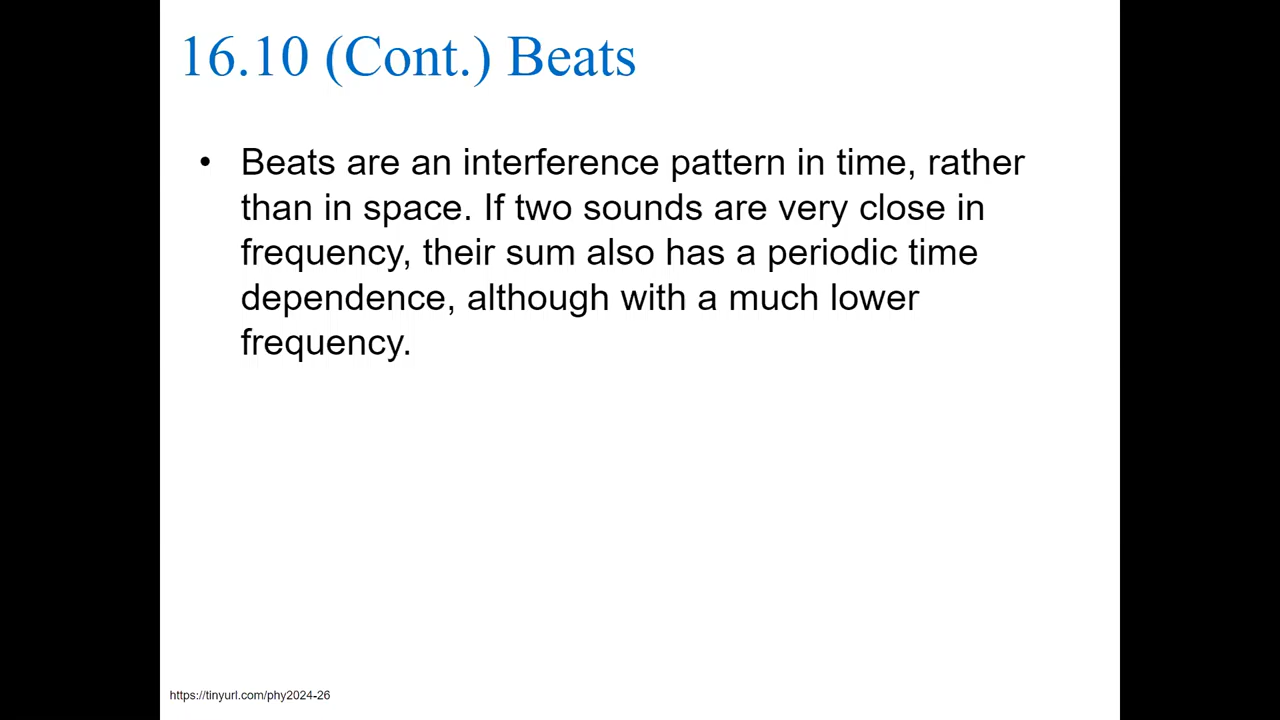 16.10 (Cont.) Beats
• Beats are an interference pattern in time, rather
than in space. If two sounds are very close in
frequency, their sum also has a periodic time
dependence, although with a much lower
frequency.
https://tinyurl.com/phy2024-26